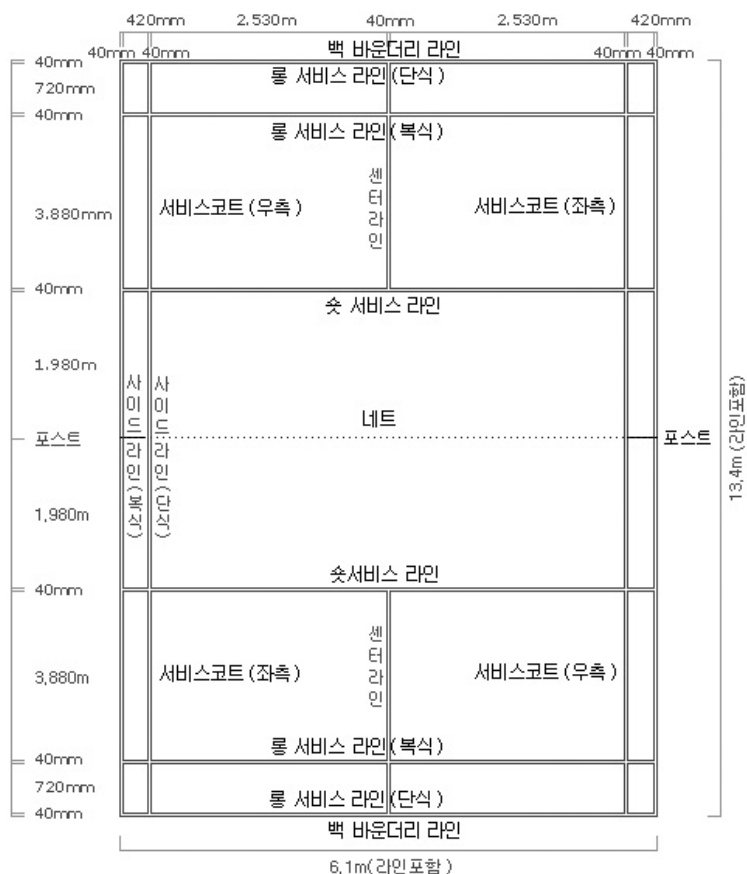 420mm 2.530m 40mm 2.530m 420mm
40mm 40mm 백 바운더리 라인 40mm 40mm
40mm
롱 서비스 라인(단식)
720mm
40mm
롱 서비스 라인(복식)
센터라인
3.880mm 서비스코트(우측) 서비스코트(좌측)
40mm
숏 서비스 라인
1.980m
사이드라인(복식) 사이드라인(단식)
네트
포스트 포스트
13.4m(라인포함)
1,980m
숏서비스 라인
40mm
센터라인
3,880m 서비스코트(좌측) 서비스코트(우측)
롱 서비스 라인(복식)
40mm
720mm
롱 서비스 라인(단식)
40mm
백 바운더리 라인
6,1m(라인포함)